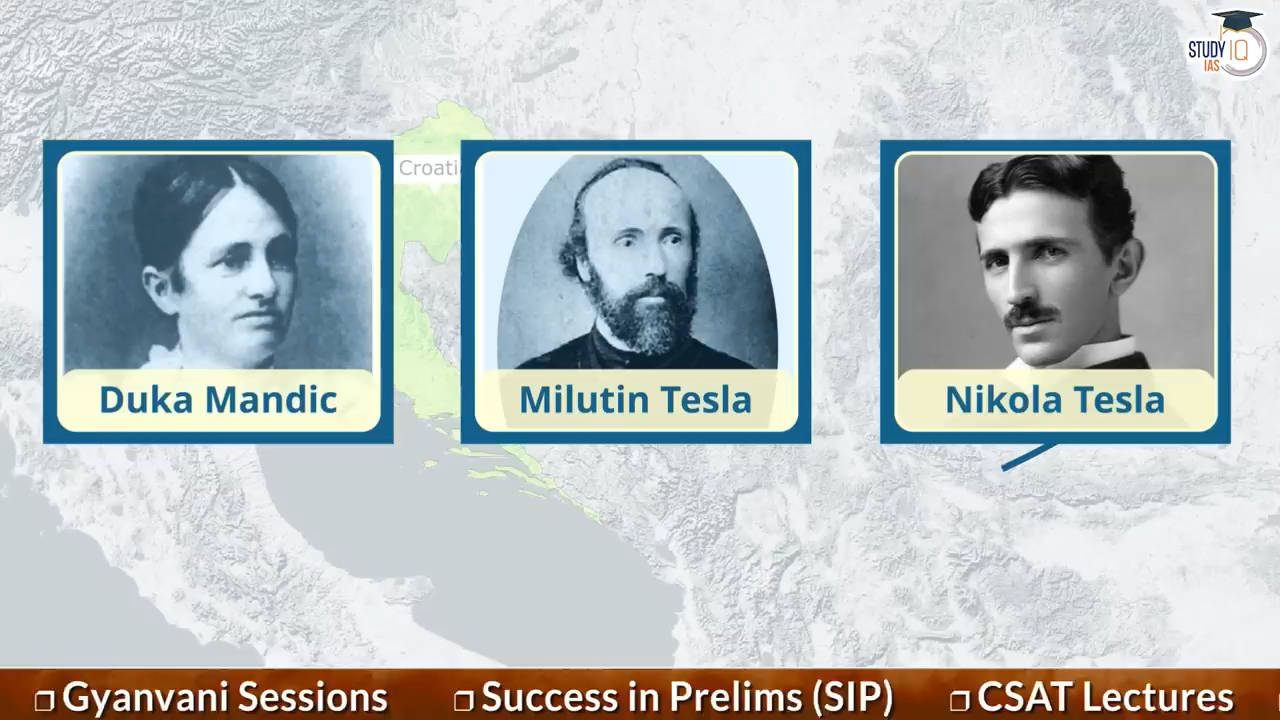 STUDY IQ
IAS
Croati
Duka Mandic
Milutin Tesla
Nikola Tesla
Gyanvani Sessions
Success in Prelims (SIP)
CSAT Lectures